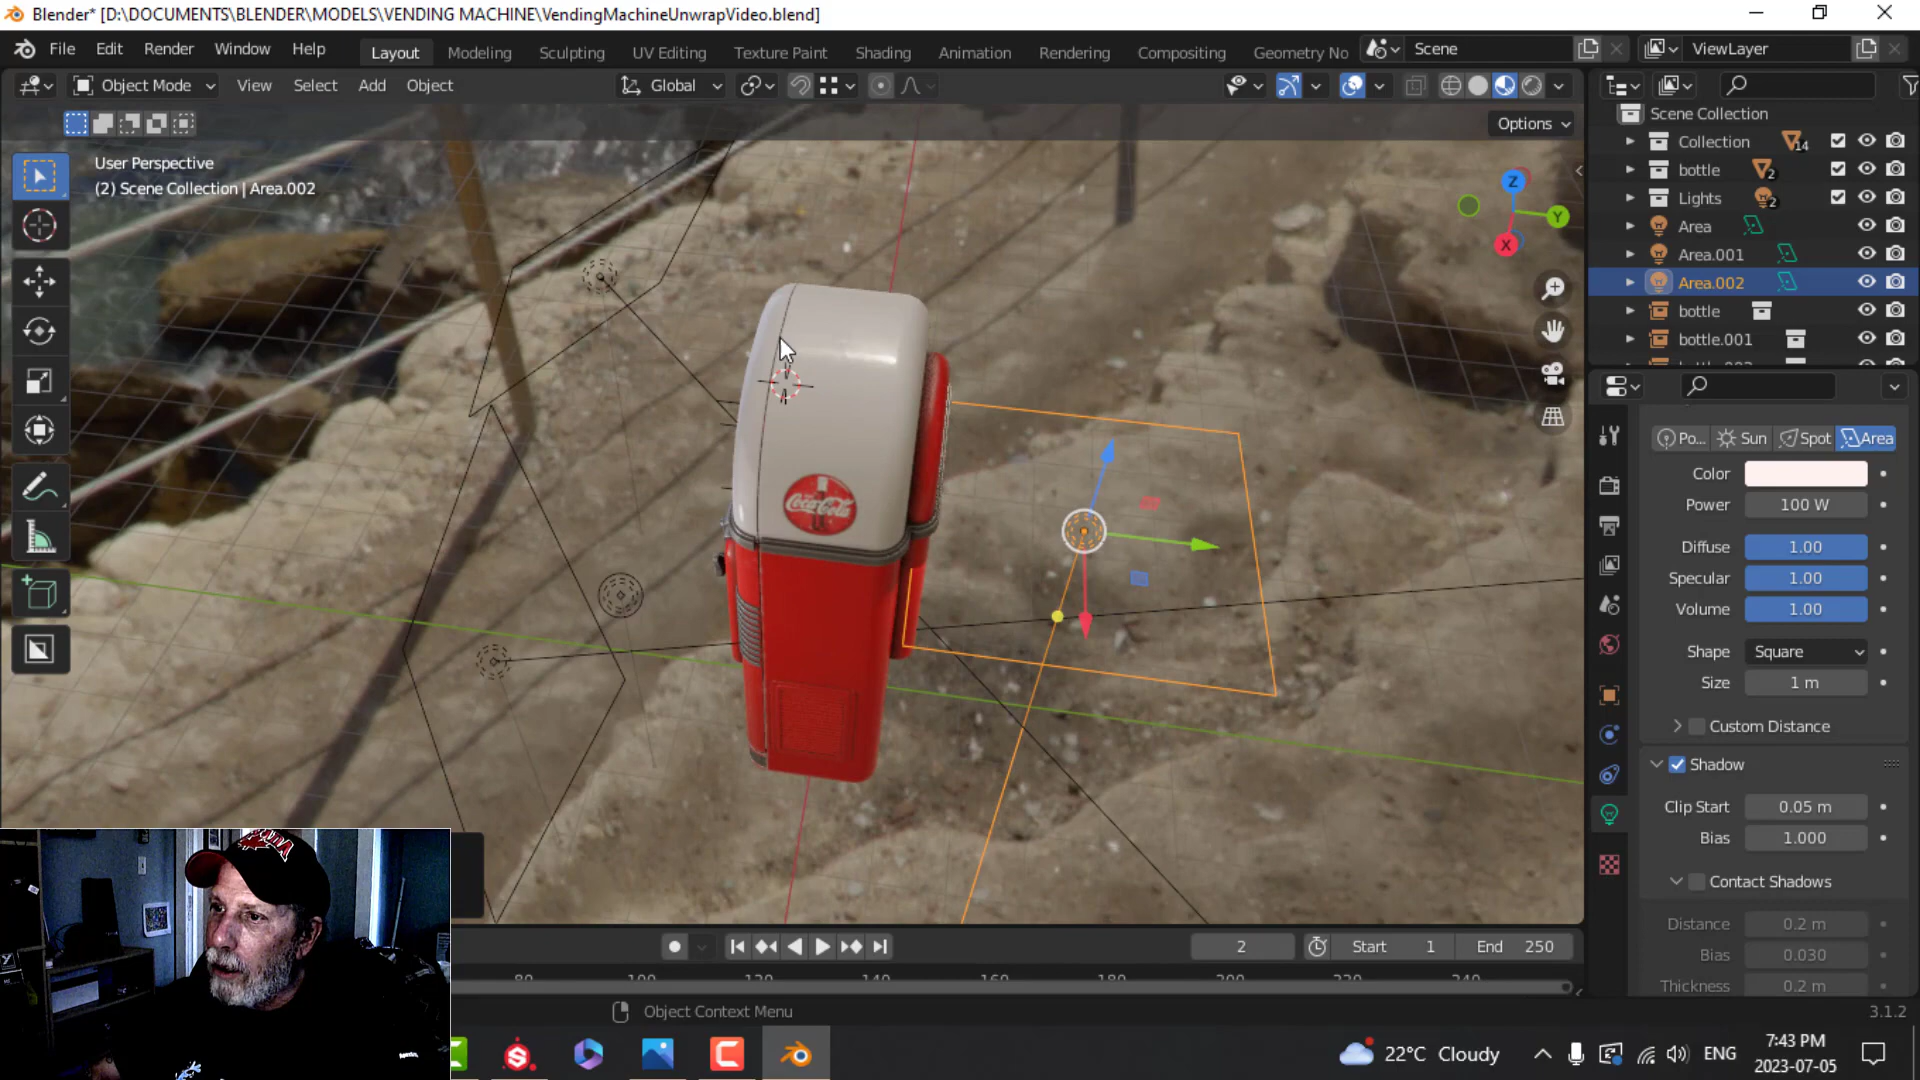 Blender* [D:\DOCUMENTS\BLENDER\MODELS\VENDING MACHINE\VendingMachineUnwrapVideo.blend]
File Edit Render Window Help Layout Modeling Sculpting UV Editing Texture Paint Shading Animation Rendering Compositing Geometry No Scene ViewLayer
Object Mode View Select Add Object Global
Options
User Perspective
(2) Scene Collection | Area.002
Z
Y
X
Coca-Cola
Scene Collection
Collection 14
bottle 2
Lights 2
Area
Area.001
Area.002
bottle
bottle.001
Po... Sun Spot Area
Color
Power 100 W
Diffuse 1.00
Specular 1.00
Volume 1.00
Shape Square
Size 1 m
Custom Distance
Shadow
Clip Start 0.05 m
Bias 1.000
Contact Shadows
Distance 0.2 m
Bias 0.030
Thickness 0.2 m
2 Start 1 End 250
80 100 120 140 160 180 200 220 240
Object Context Menu
3.1.2
22°C Cloudy ENG
7:43 PM
2023-07-05